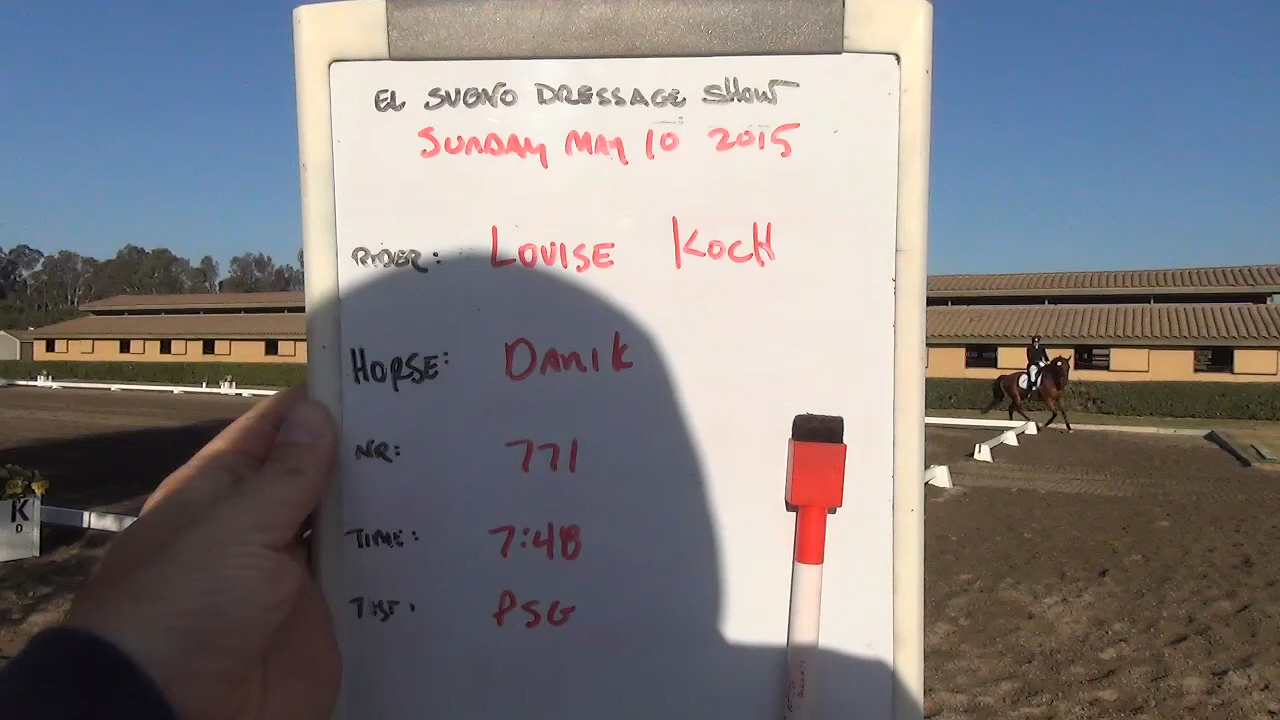 EL SUENO DRESSAGE SHOW
SUNDAY MAY 10 2015
RIDER: LOUISE KOCH
HORSE: DANIK
NR: 771
TIME: 7:48
TEST: PSG
K
D